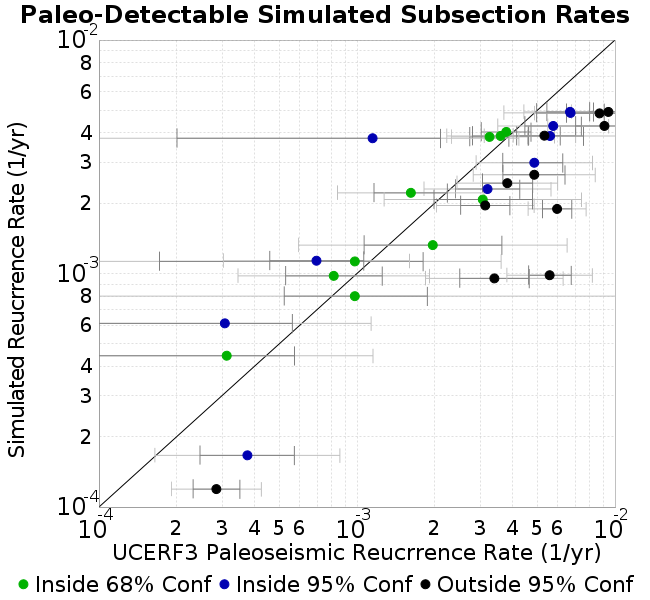 Paleo-Detectable Simulated Subsection Rates
10-2
8
6
4
3
2
10-3
8
6
4
3
2
10-4
Simulated Reucrrence Rate (1/yr)
10-4 2 3 4 5 6 10-3 2 3 4 5 6 10-2
UCERF3 Paleoseismic Reucrrence Rate (1/yr)
Inside 68% Conf Inside 95% Conf Outside 95% Conf